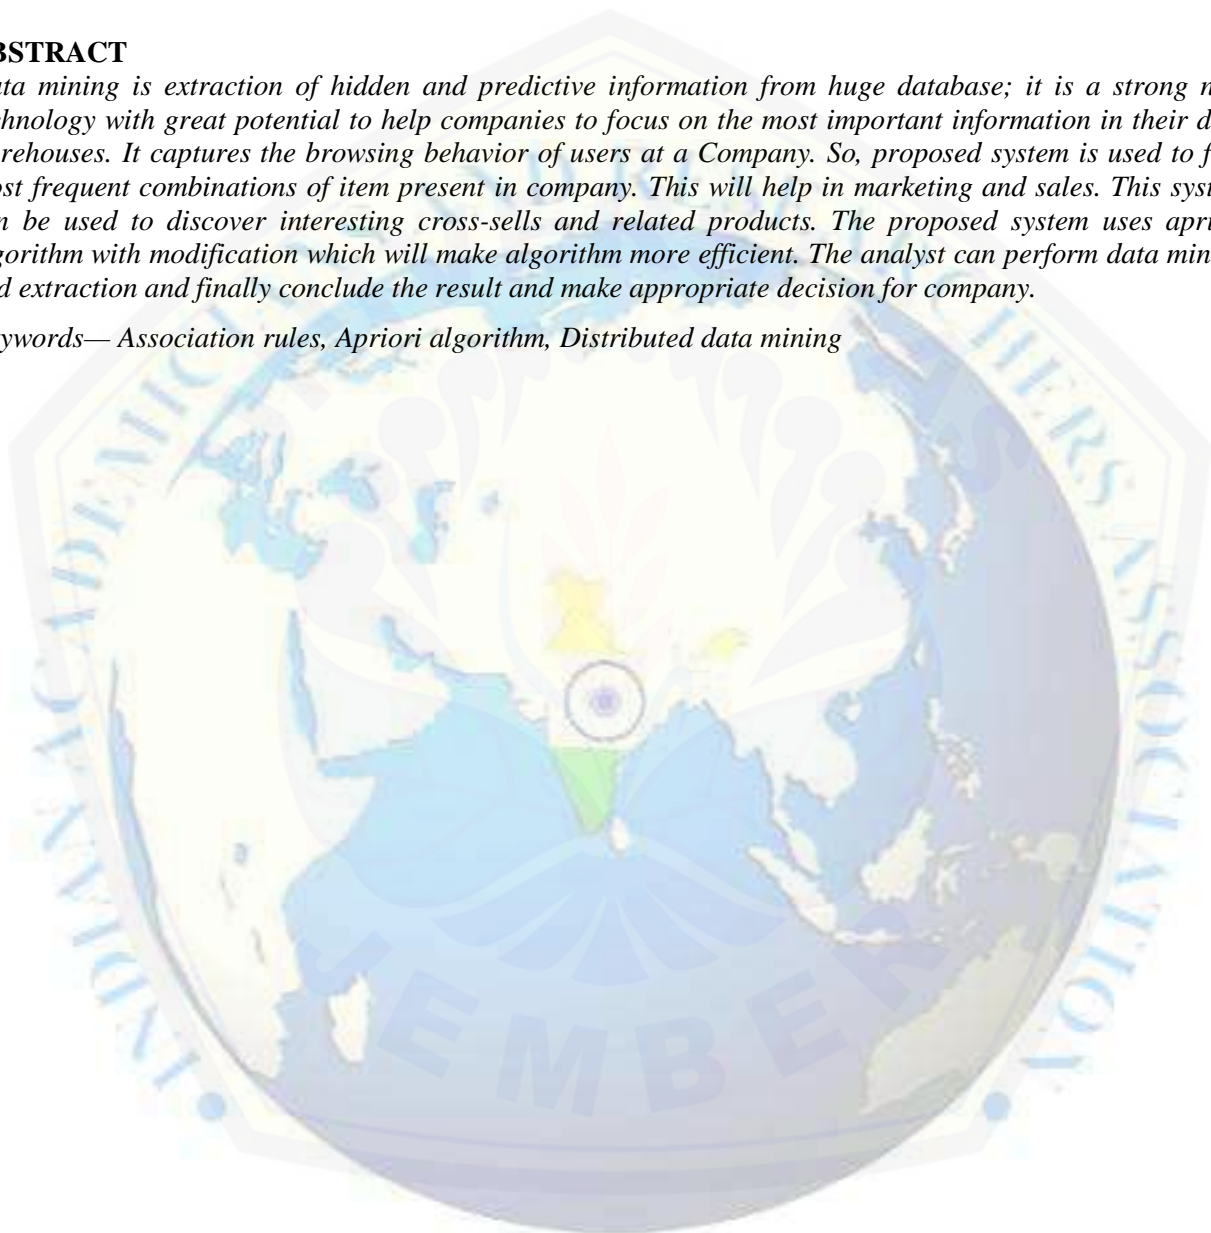 BSTRACT
ta mining is extraction of hidden and predictive information from huge database; it is a strong n
chnology with great potential to help companies to focus on the most important information in their d
rehouses. It captures the browsing behavior of users at a Company. So, proposed system is used to f
ost frequent combinations of item present in company. This will help in marketing and sales. This syst
n be used to discover interesting cross-sells and related products. The proposed system uses apri
gorithm with modification which will make algorithm more efficient. The analyst can perform data min
d extraction and finally conclude the result and make appropriate decision for company.
ywords— Association rules, Apriori algorithm, Distributed data mining
INDIAN ACADEMICIANS AND RESEARCHERS ASSOCIATION